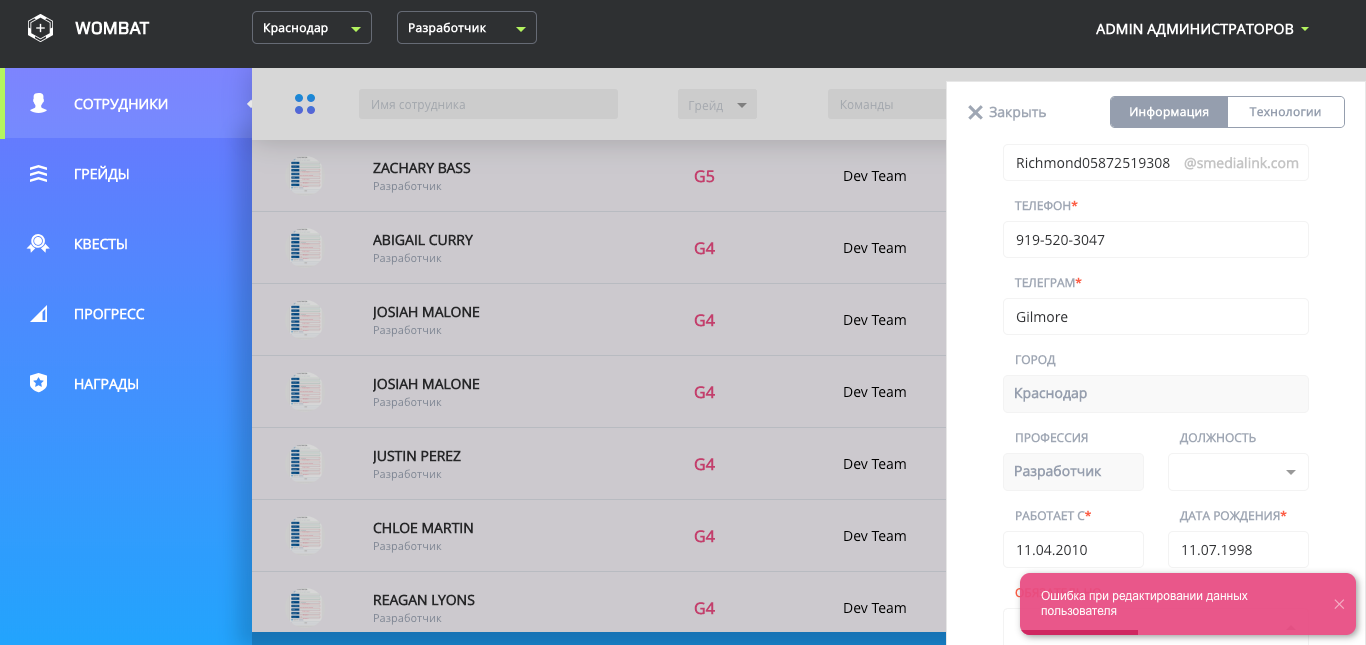 WOMBAT
Краснодар
Разработчик
ADMIN АДМИНИСТРАТОРОВ
СОТРУДНИКИ
ГРЕЙДЫ
КВЕСТЫ
ПРОГРЕСС
НАГРАДЫ
Имя сотрудника
Грейд
Команды
ZACHARY BASS
Разработчик
G5
Dev Team
ABIGAIL CURRY
Разработчик
G4
Dev Team
JOSIAH MALONE
Разработчик
G4
Dev Team
JOSIAH MALONE
Разработчик
G4
Dev Team
JUSTIN PEREZ
Разработчик
G4
Dev Team
CHLOE MARTIN
Разработчик
G4
Dev Team
REAGAN LYONS
Разработчик
G4
Dev Team
Закрыть
Информация
Технологии
Richmond05872519308 @smedialink.com
ТЕЛЕФОН*
919-520-3047
ТЕЛЕГРАМ*
Gilmore
ГОРОД
Краснодар
ПРОФЕССИЯ
ДОЛЖНОСТЬ
Разработчик
РАБОТАЕТ С*
ДАТА РОЖДЕНИЯ*
11.04.2010
11.07.1998
Ошибка при редактировании данных
пользователя